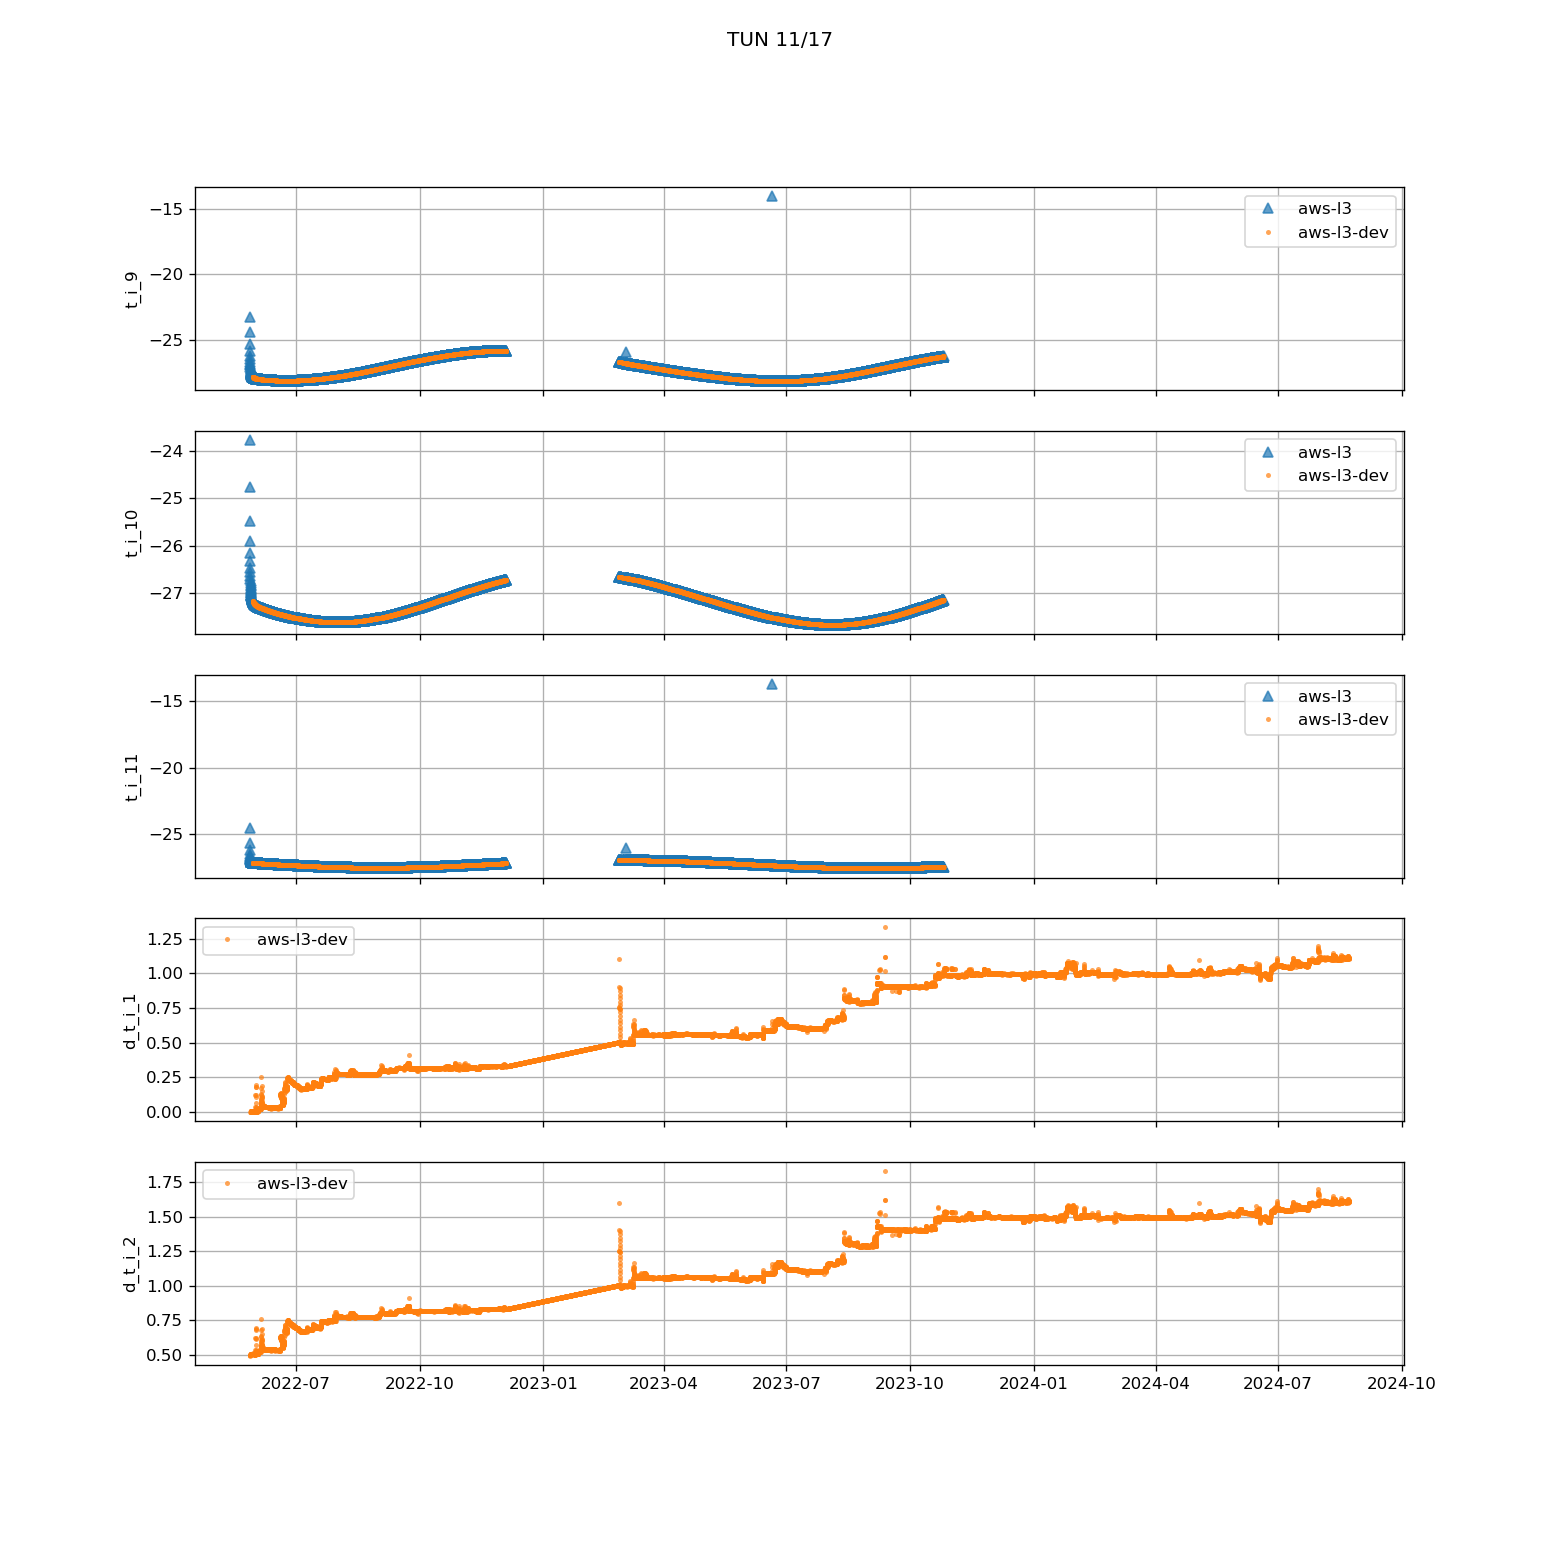 TUN 11/17
−15
−20
−25
t_i_9
aws-l3
aws-l3-dev
−24
−25
−26
−27
t_i_10
aws-l3
aws-l3-dev
−15
−20
−25
t_i_11
aws-l3
aws-l3-dev
1.25
1.00
0.75
0.50
0.25
0.00
d_t_i_1
aws-l3-dev
1.75
1.50
1.25
1.00
0.75
0.50
d_t_i_2
aws-l3-dev
2022-07 2022-10 2023-01 2023-04 2023-07 2023-10 2024-01 2024-04 2024-07 2024-10